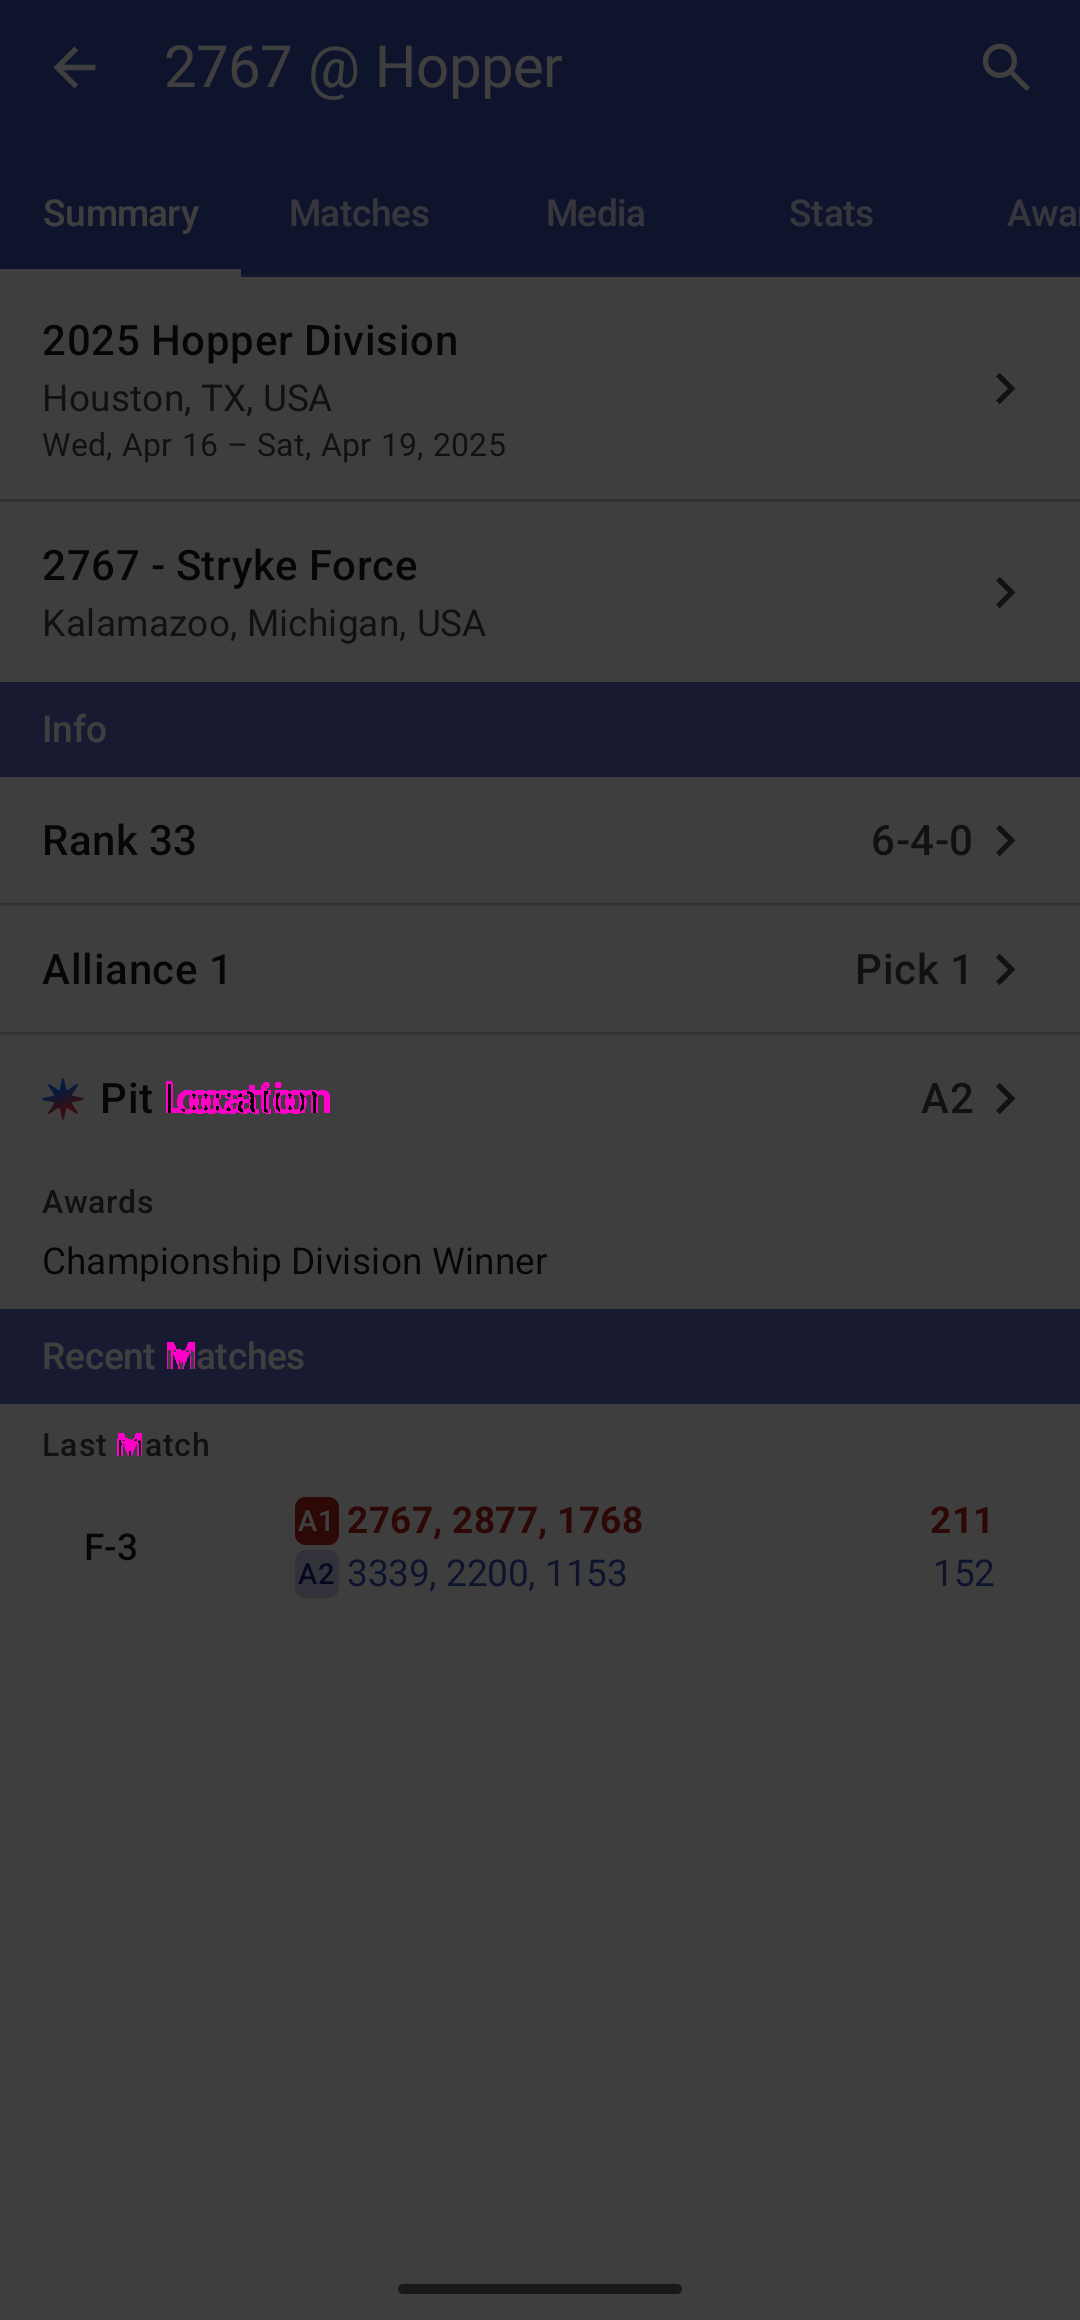 2767 @ Hopper
Summary Matches Media Stats Awa
2025 Hopper Division
Houston, TX, USA
Wed, Apr 16 – Sat, Apr 19, 2025
2767 - Stryke Force
Kalamazoo, Michigan, USA
Info
Rank 33 6-4-0
Alliance 1 Pick 1
Pit Location A2
Awards
Championship Division Winner
Recent Matches
Last Match
F-3
A1 2767, 2877, 1768 211
A2 3339, 2200, 1153 152